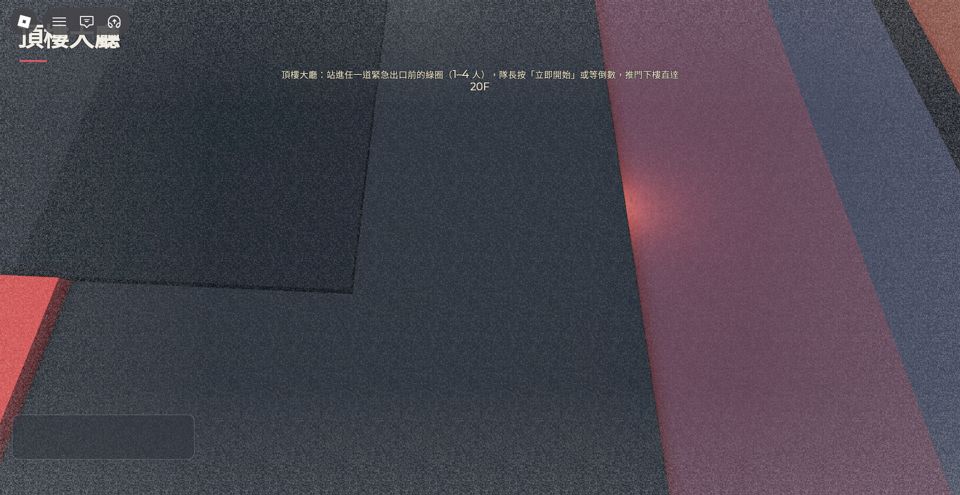 頂樓大廳
頂樓大廳：站進任一道緊急出口前的綠圈（1–4 人），隊長按「立即開始」或等倒數，推門下樓直達
20F